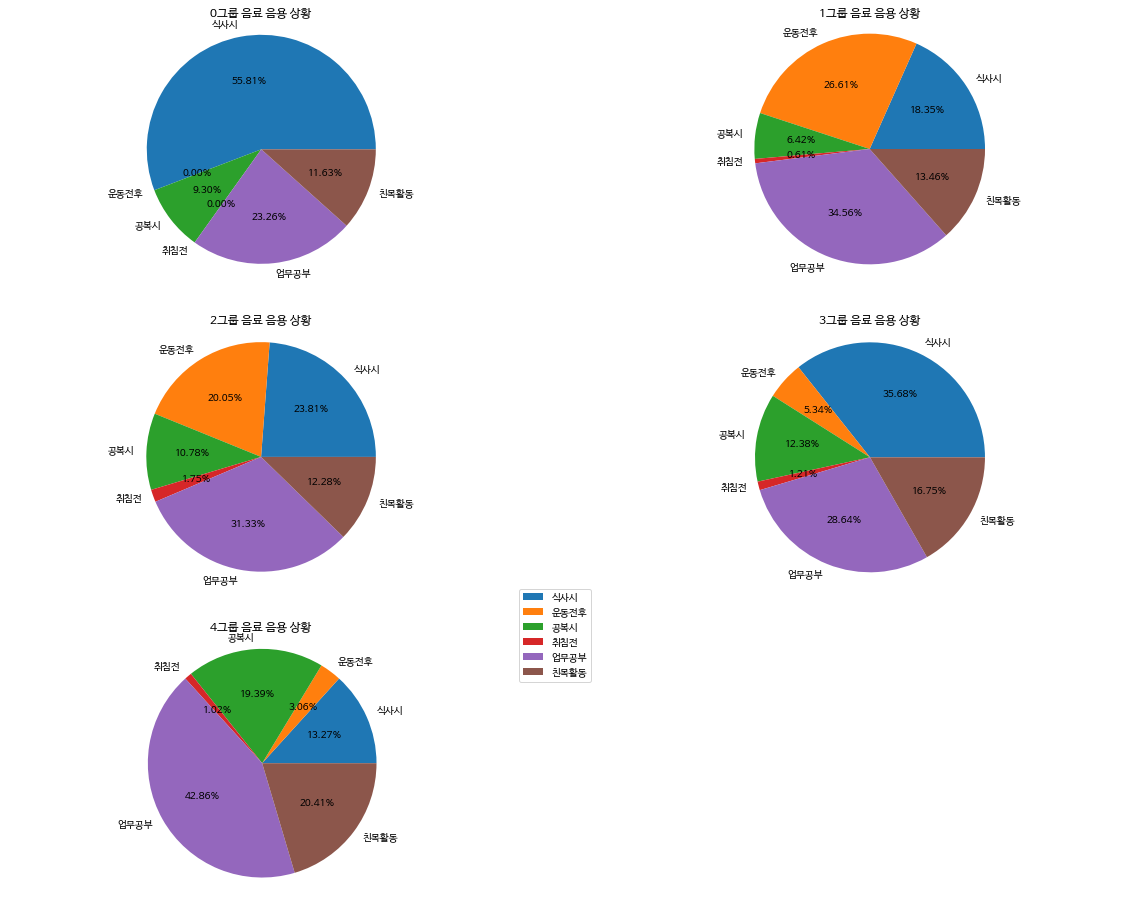 0그룹 음료 음용 상황
식사시
55.81%
0.00%
운동전후
9.30%
공복시
0.00%
취침전
23.26%
업무공부
11.63%
친목활동
1그룹 음료 음용 상황
식사시
18.35%
운동전후
26.61%
공복시
6.42%
취침전
0.61%
업무공부
34.56%
친목활동
13.46%
2그룹 음료 음용 상황
식사시
23.81%
운동전후
20.05%
공복시
10.78%
취침전
1.75%
업무공부
31.33%
친목활동
12.28%
3그룹 음료 음용 상황
식사시
35.68%
운동전후
5.34%
공복시
12.38%
취침전
1.21%
업무공부
28.64%
친목활동
16.75%
4그룹 음료 음용 상황
식사시
13.27%
운동전후
3.06%
공복시
19.39%
취침전
1.02%
업무공부
42.86%
친목활동
20.41%
식사시
운동전후
공복시
취침전
업무공부
친목활동